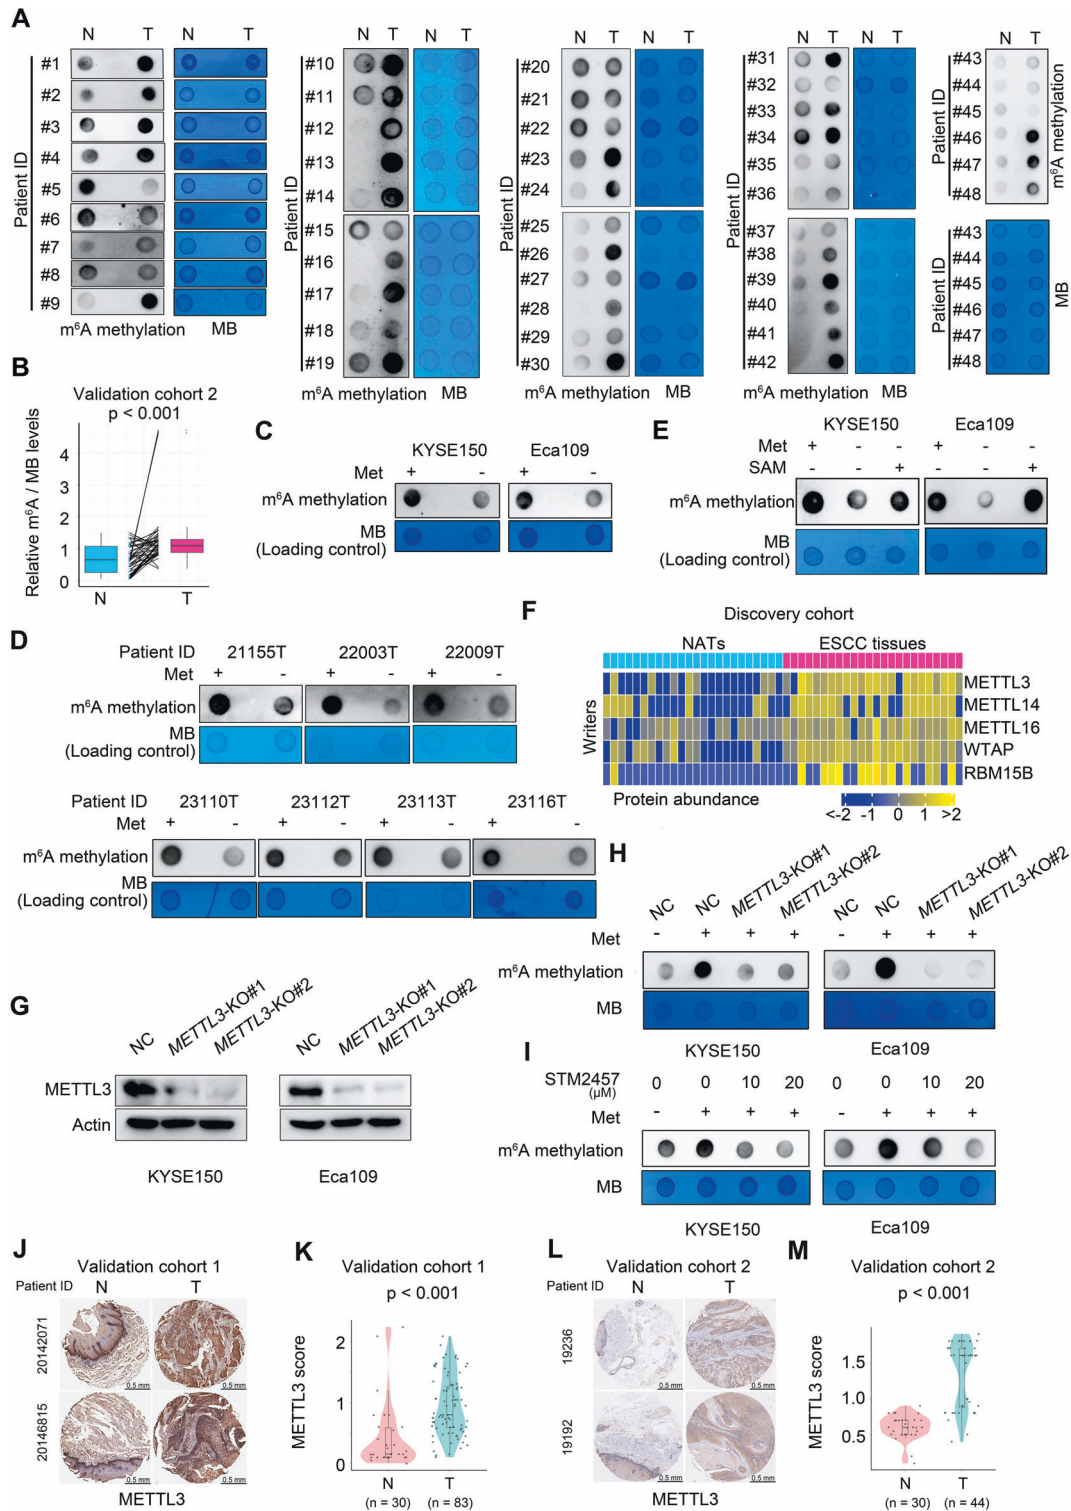 A
N T
N T
N T
N T
N T
N T
N T
N T
N T
Patient ID
#1
#2
#3
#4
#5
#6
#7
#8
#9
m⁶A methylation MB
Patient ID
#10
#11
#12
#13
#14
#15
#16
#17
#18
#19
m⁶A methylation MB
Patient ID
#20
#21
#22
#23
#24
#25
#26
#27
#28
#29
#30
m⁶A methylation MB
Patient ID
#31
#32
#33
#34
#35
#36
#37
#38
#39
#40
#41
#42
m⁶A methylation MB
Patient ID
#43
#44
#45
#46
#47
#48
m⁶A methylation
Patient ID
#43
#44
#45
#46
#47
#48
MB
B
Validation cohort 2
p < 0.001
Relative m⁶A / MB levels
4
3
2
1
0
N T
C
KYSE150 Eca109
Met + - + -
m⁶A methylation
MB
(Loading control)
E
KYSE150 Eca109
Met + - - + - -
SAM - - + - - +
m⁶A methylation
MB
(Loading control)
D
Patient ID 21155T 22003T 22009T
Met + - + - + -
m⁶A methylation
MB
(Loading control)
Patient ID 23110T 23112T 23113T 23116T
Met + - + - + - + -
m⁶A methylation
MB
(Loading control)
F
Discovery cohort
NATs ESCC tissues
Writers
METTL3
METTL14
METTL16
WTAP
RBM15B
Protein abundance
<-2 -1 0 1 >2
G
NC METTL3-KO#1 METTL3-KO#2 NC METTL3-KO#1 METTL3-KO#2
METTL3
Actin
KYSE150 Eca109
H
NC NC METTL3-KO#1 METTL3-KO#2 NC NC METTL3-KO#1 METTL3-KO#2
Met - + + + - + + +
m⁶A methylation
MB
KYSE150 Eca109
I
STM2457 0 0 10 20 0 0 10 20
(μM)
Met - + + + - + + +
m⁶A methylation
MB
KYSE150 Eca109
J
Validation cohort 1
Patient ID N T
20142071
0.5 mm 0.5 mm
20146815
0.5 mm 0.5 mm
METTL3
K
Validation cohort 1
p < 0.001
METTL3 score
2
1
0
N T
(n = 30) (n = 83)
L
Validation cohort 2
Patient ID N T
19236
0.5 mm 0.5 mm
19192
0.5 mm 0.5 mm
METTL3
M
Validation cohort 2
p < 0.001
METTL3 score
1.5
1.0
0.5
N T
(n = 30) (n = 44)